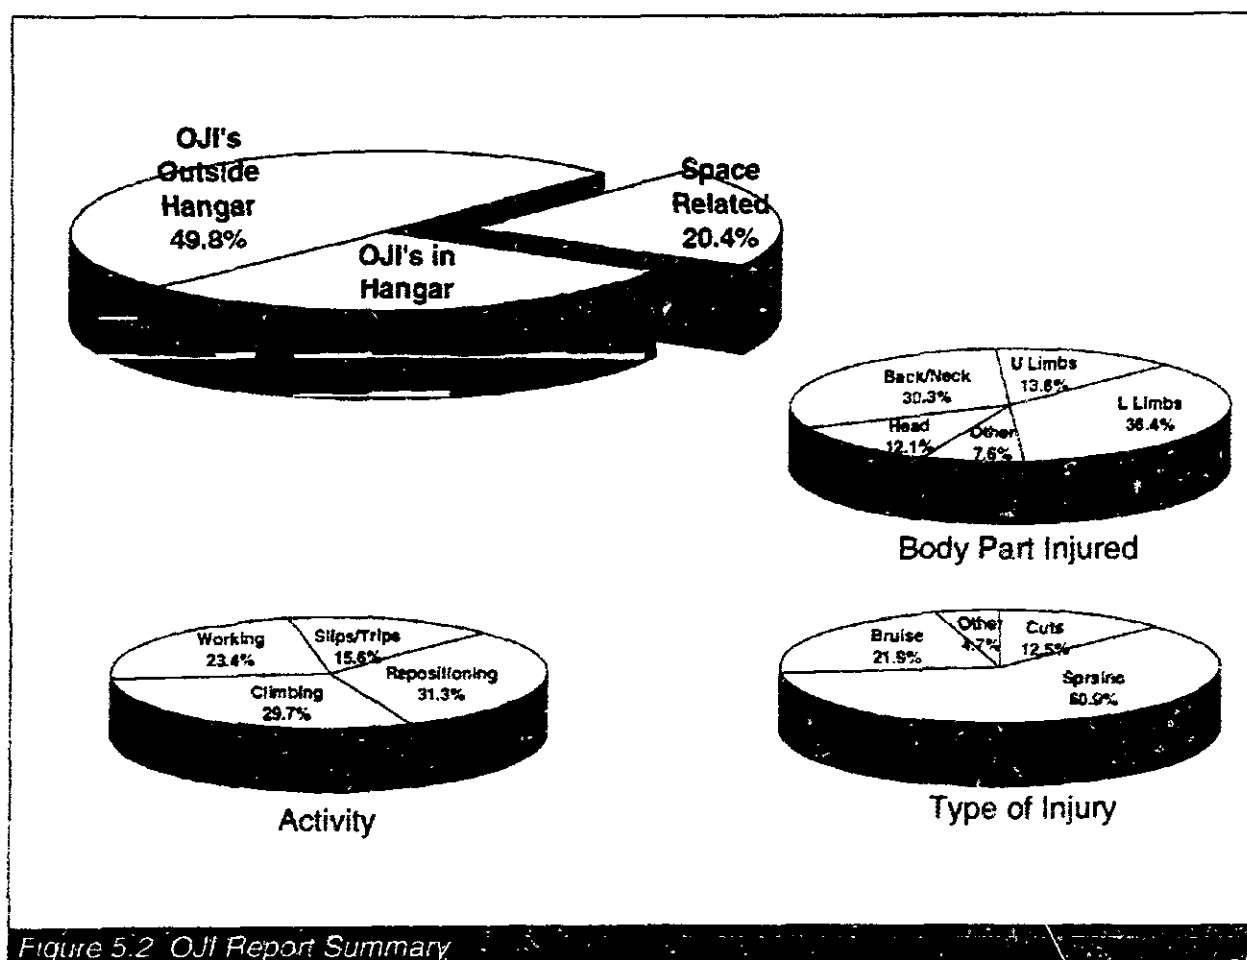 OJI's
Outside
Hangar
49.8%
Space
Related
20.4%
OJI's in
Hangar
Back/Neck
30.3%
U Limbs
13.6%
L Limbs
36.4%
Head
12.1%
Other
7.6%
Body Part Injured
Working
23.4%
Slips/Trips
15.6%
Repositioning
31.3%
Climbing
29.7%
Activity
Bruise
21.9%
Other
4.7%
Cuts
12.5%
Sprains
60.9%
Type of Injury
Figure 5.2 OJI Report Summary